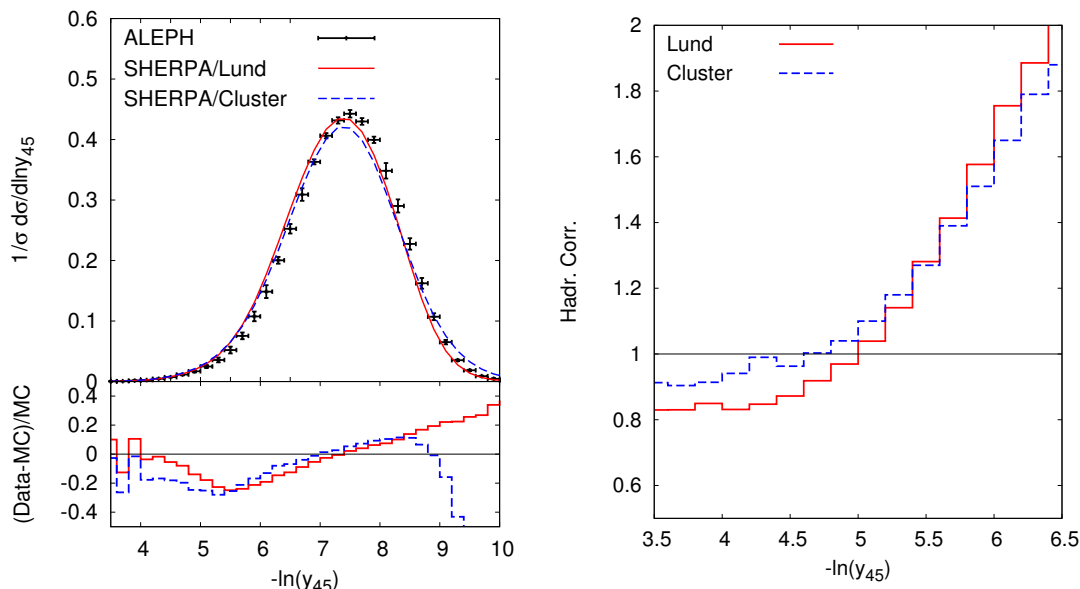 ALEPH
SHERPA/Lund
SHERPA/Cluster
1/σ dσ/dlny45
0.6
0.5
0.4
0.3
0.2
0.1
0
(Data-MC)/MC
0.4
0.2
0
-0.2
-0.4
4 5 6 7 8 9 10
-ln(y45)
Lund
Cluster
Hadr. Corr.
2
1.8
1.6
1.4
1.2
1
0.8
0.6
3.5 4 4.5 5 5.5 6 6.5
-ln(y45)